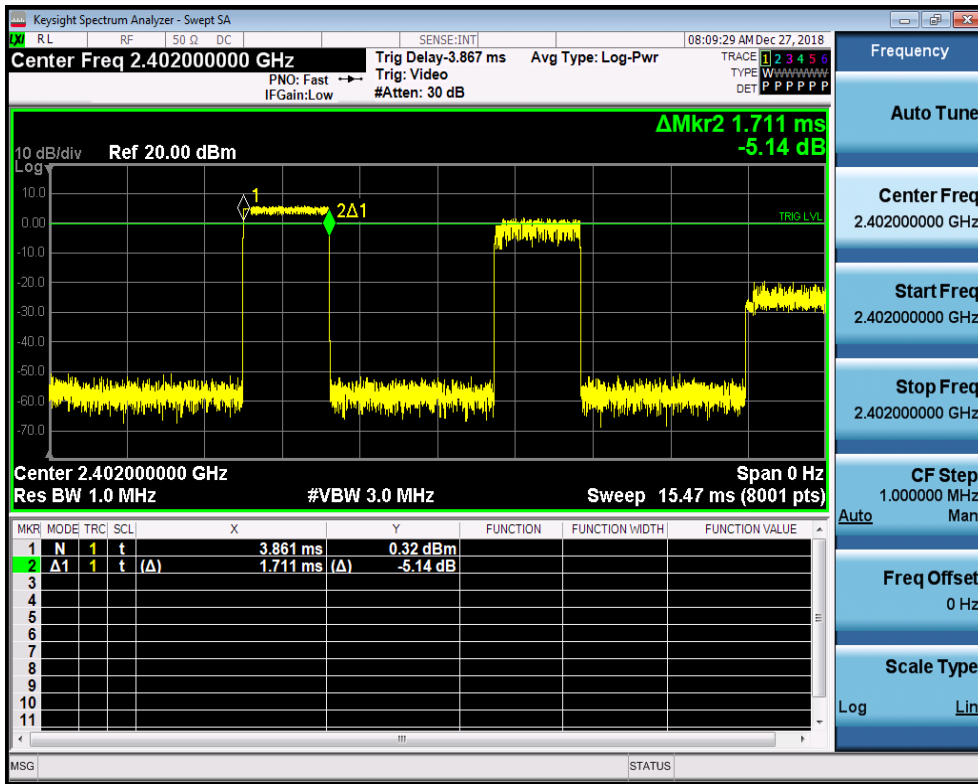 Keysight Spectrum Analyzer - Swept SA
LXI RL RF 50 Ω DC SENSE:INT 08:09:29 AM Dec 27, 2018
Center Freq 2.402000000 GHz
PNO: Fast
IFGain:Low
Trig Delay-3.867 ms
Trig: Video
#Atten: 30 dB
Avg Type: Log-Pwr
TRACE 1 2 3 4 5 6
TYPE WWWWWW
DET P P P P P P
ΔMkr2 1.711 ms
-5.14 dB
10 dB/div Ref 20.00 dBm
Log
10.0
0.00
-10.0
-20.0
-30.0
-40.0
-50.0
-60.0
-70.0
1
2Δ1
TRIG LVL
Center 2.402000000 GHz Span 0 Hz
Res BW 1.0 MHz #VBW 3.0 MHz Sweep 15.47 ms (8001 pts)
MKR MODE TRC SCL X Y FUNCTION FUNCTION WIDTH FUNCTION VALUE
1 N 1 t 3.861 ms 0.32 dBm
2 Δ1 1 t (Δ) 1.711 ms (Δ) -5.14 dB
3
4
5
6
7
8
9
10
11
MSG STATUS
Frequency
Auto Tune
Center Freq
2.402000000 GHz
Start Freq
2.402000000 GHz
Stop Freq
2.402000000 GHz
CF Step
1.000000 MHz
Auto Man
Freq Offset
0 Hz
Scale Type
Log Lin